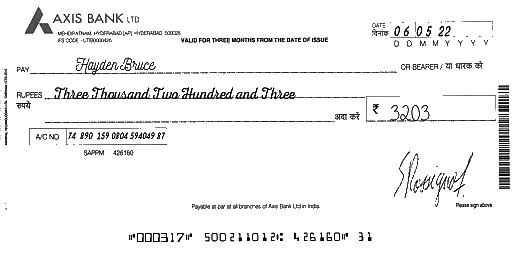 AXIS BANK LTD
MEHDIPATNAM, HYDERABAD [AP] HYDERABAD 500028
IFS CODE - UTIB0000426
VALID FOR THREE MONTHS FROM THE DATE OF ISSUE
DATE
दिनांक 06 05 22
D D M M Y Y Y Y
PAY Hayden Bruce OR BEARER / या धारक को
RUPEES Three Thousand Two Hundred and Three
रुपये अदा करें ₹ 3203
A/C NO 74 890 159 0804 594049 87
SAPPM 426160
Payable at par at all branches of Axis Bank Ltd in India.
Please sign above
"000317" 500211012: 426160" 31